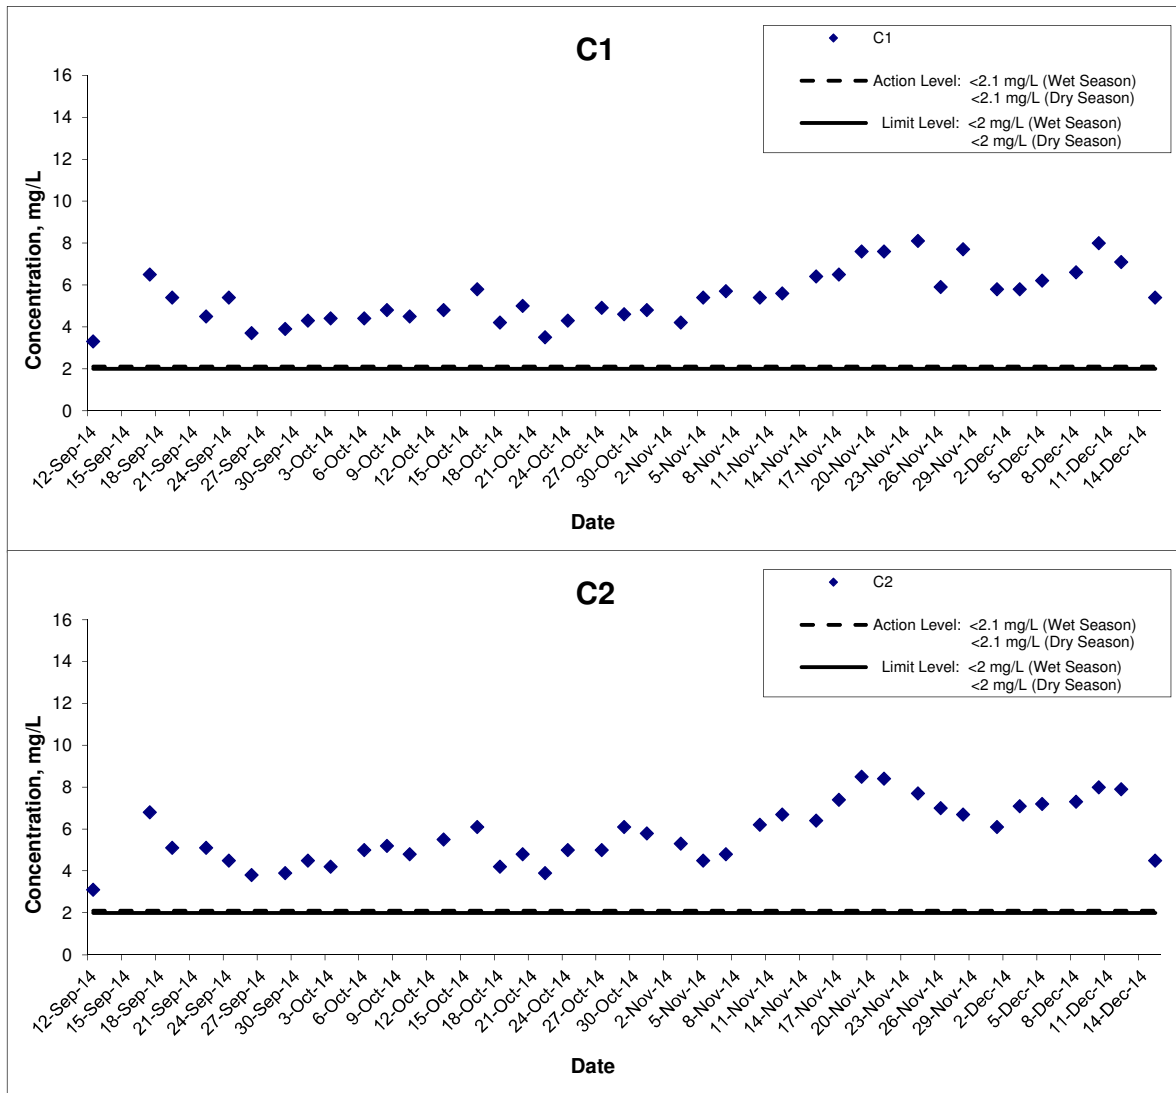 C1
C1
Action Level: <2.1 mg/L (Wet Season)
<2.1 mg/L (Dry Season)
Limit Level: <2 mg/L (Wet Season)
<2 mg/L (Dry Season)
Concentration, mg/L
16
14
12
10
8
6
4
2
0
12-Sep-14
15-Sep-14
18-Sep-14
21-Sep-14
24-Sep-14
27-Sep-14
30-Sep-14
3-Oct-14
6-Oct-14
9-Oct-14
12-Oct-14
15-Oct-14
18-Oct-14
21-Oct-14
24-Oct-14
27-Oct-14
30-Oct-14
2-Nov-14
5-Nov-14
8-Nov-14
11-Nov-14
14-Nov-14
17-Nov-14
20-Nov-14
23-Nov-14
26-Nov-14
29-Nov-14
2-Dec-14
5-Dec-14
8-Dec-14
11-Dec-14
14-Dec-14
Date
C2
C2
Action Level: <2.1 mg/L (Wet Season)
<2.1 mg/L (Dry Season)
Limit Level: <2 mg/L (Wet Season)
<2 mg/L (Dry Season)
Concentration, mg/L
16
14
12
10
8
6
4
2
0
12-Sep-14
15-Sep-14
18-Sep-14
21-Sep-14
24-Sep-14
27-Sep-14
30-Sep-14
3-Oct-14
6-Oct-14
9-Oct-14
12-Oct-14
15-Oct-14
18-Oct-14
21-Oct-14
24-Oct-14
27-Oct-14
30-Oct-14
2-Nov-14
5-Nov-14
8-Nov-14
11-Nov-14
14-Nov-14
17-Nov-14
20-Nov-14
23-Nov-14
26-Nov-14
29-Nov-14
2-Dec-14
5-Dec-14
8-Dec-14
11-Dec-14
14-Dec-14
Date